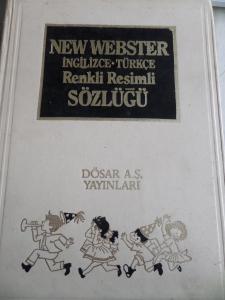 NEW WEBSTER
İNGİLİZCE·TÜRKÇE
Renkli Resimli
SÖZLÜĞÜ
DÖSAR A.Ş.
YAYINLARI